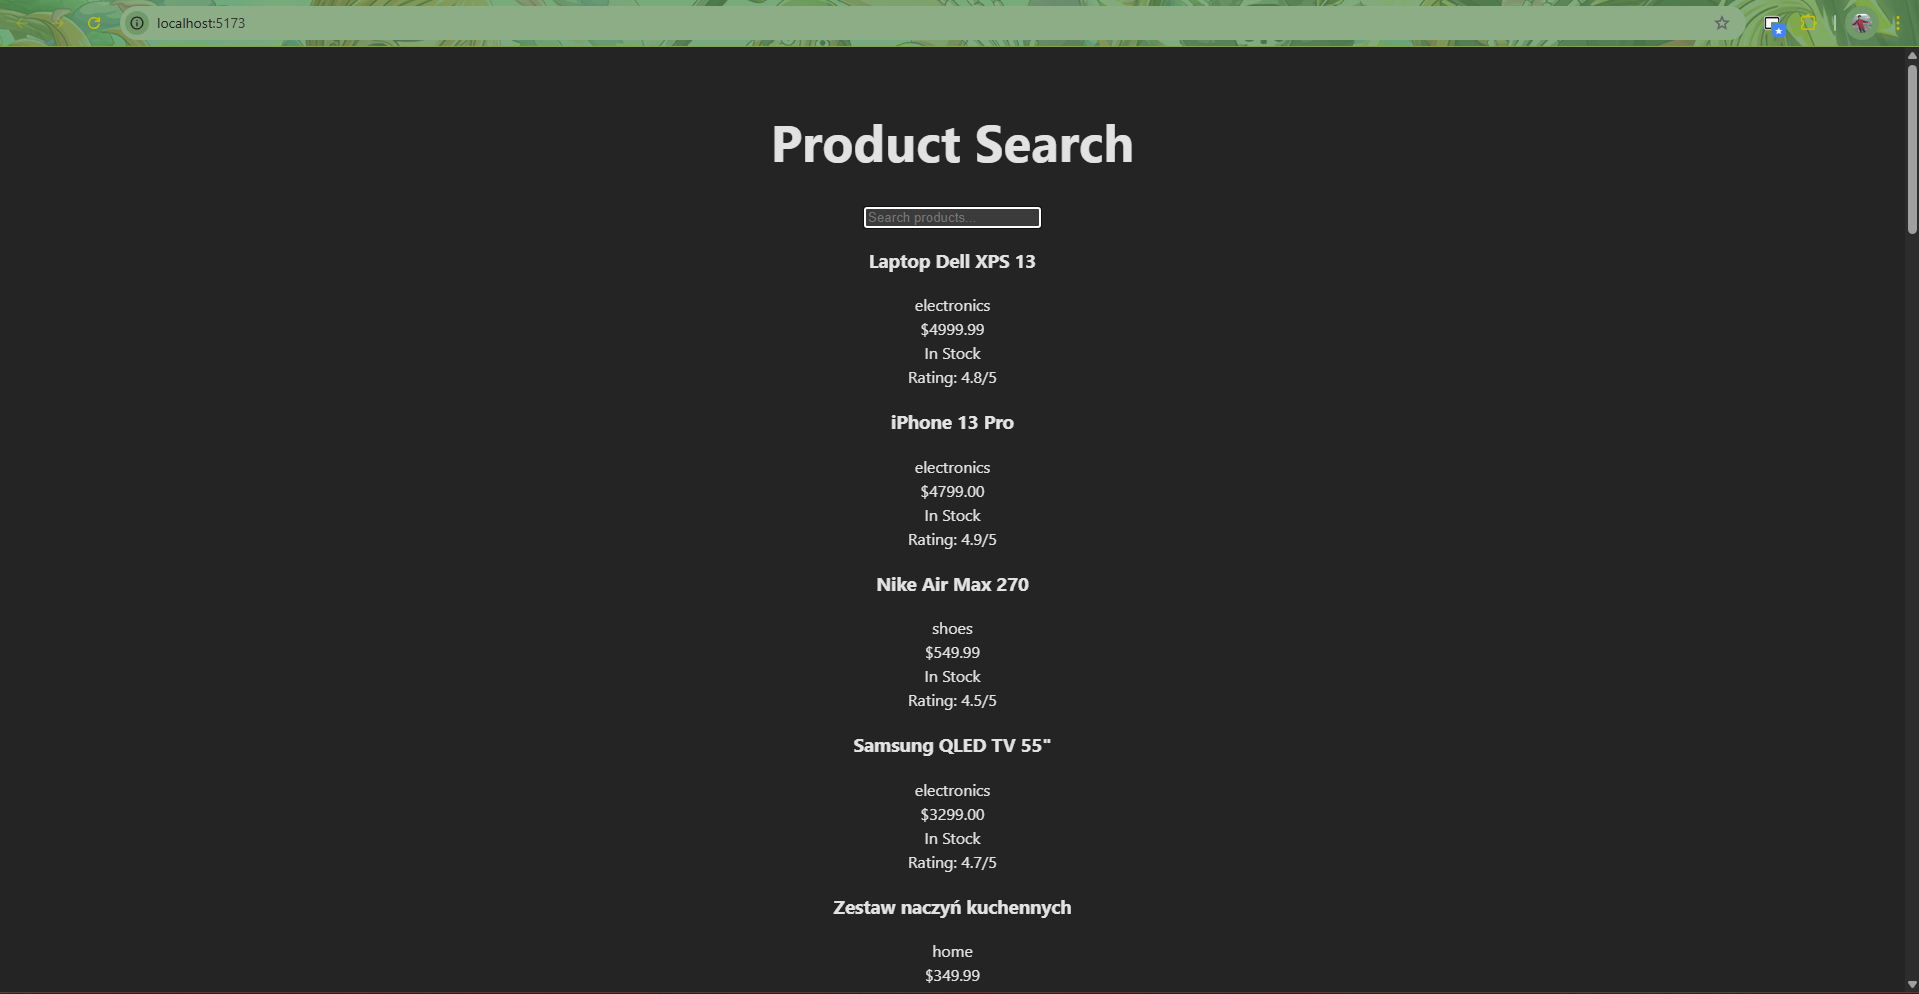 localhost:5173
Product Search
Search products...
Laptop Dell XPS 13
electronics
$4999.99
In Stock
Rating: 4.8/5
iPhone 13 Pro
electronics
$4799.00
In Stock
Rating: 4.9/5
Nike Air Max 270
shoes
$549.99
In Stock
Rating: 4.5/5
Samsung QLED TV 55"
electronics
$3299.00
In Stock
Rating: 4.7/5
Zestaw naczyń kuchennych
home
$349.99